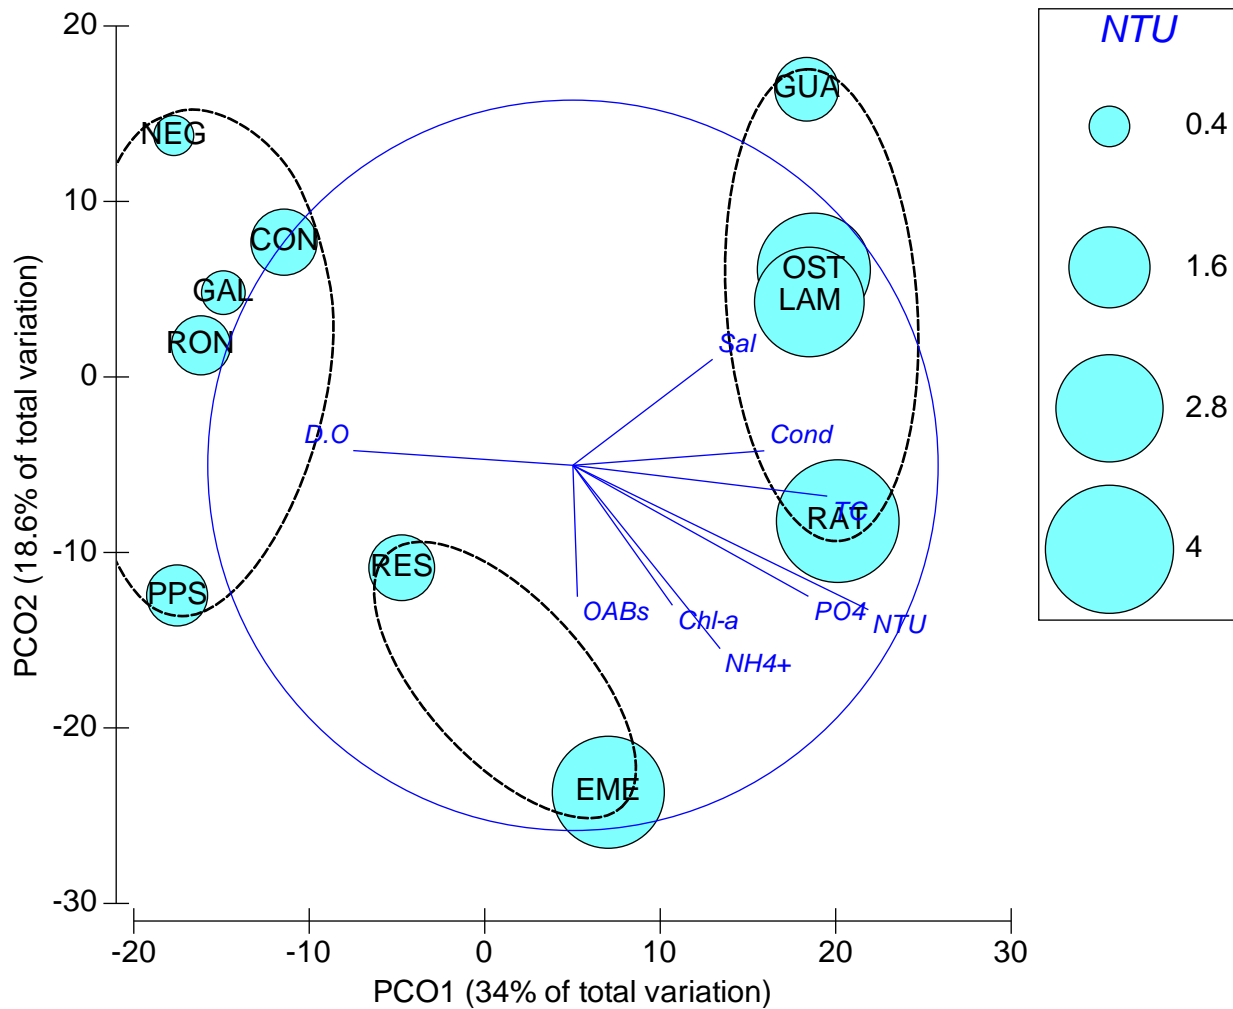 20
10
0
-10
-20
-30
PCO2 (18.6% of total variation)
-20
-10
0
10
20
30
PCO1 (34% of total variation)
NEG
CON
GAL
RON
PPS
RES
EME
GUA
OST
LAM
RAT
Sal
D.O
Cond
TC
OABs
Chl-a
PO4
NTU
NH4+
NTU
0.4
1.6
2.8
4